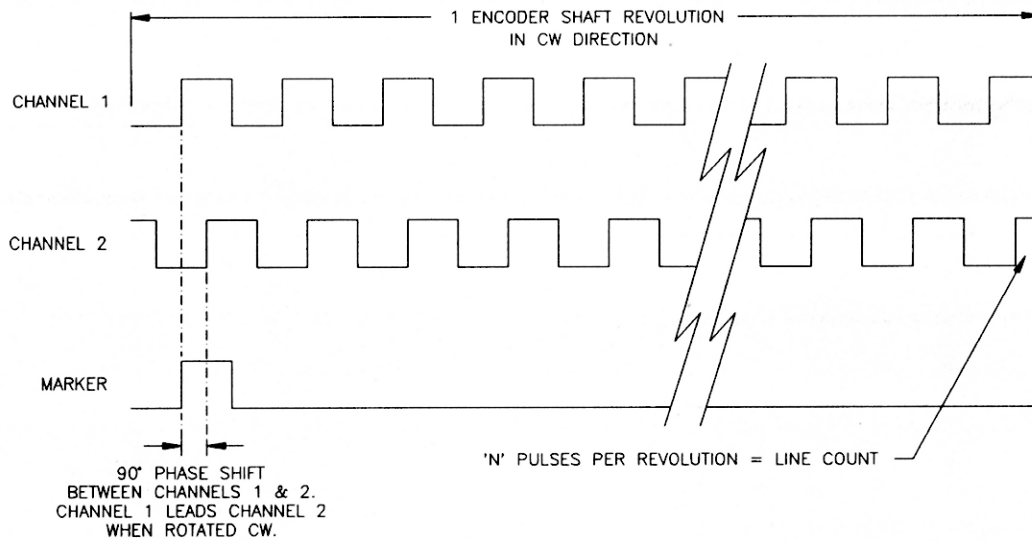 1 ENCODER SHAFT REVOLUTION
IN CW DIRECTION
CHANNEL 1
CHANNEL 2
MARKER
90° PHASE SHIFT
BETWEEN CHANNELS 1 & 2.
CHANNEL 1 LEADS CHANNEL 2
WHEN ROTATED CW.
'N' PULSES PER REVOLUTION = LINE COUNT